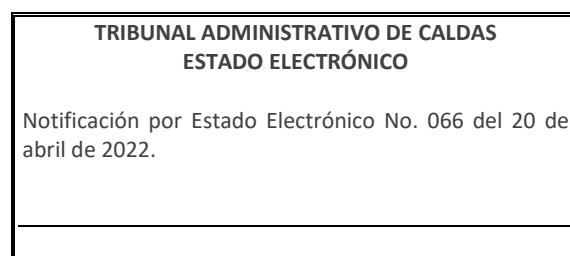 TRIBUNAL ADMINISTRATIVO DE CALDAS
ESTADO ELECTRÓNICO
Notificación por Estado Electrónico No. 066 del 20 de
abril de 2022.